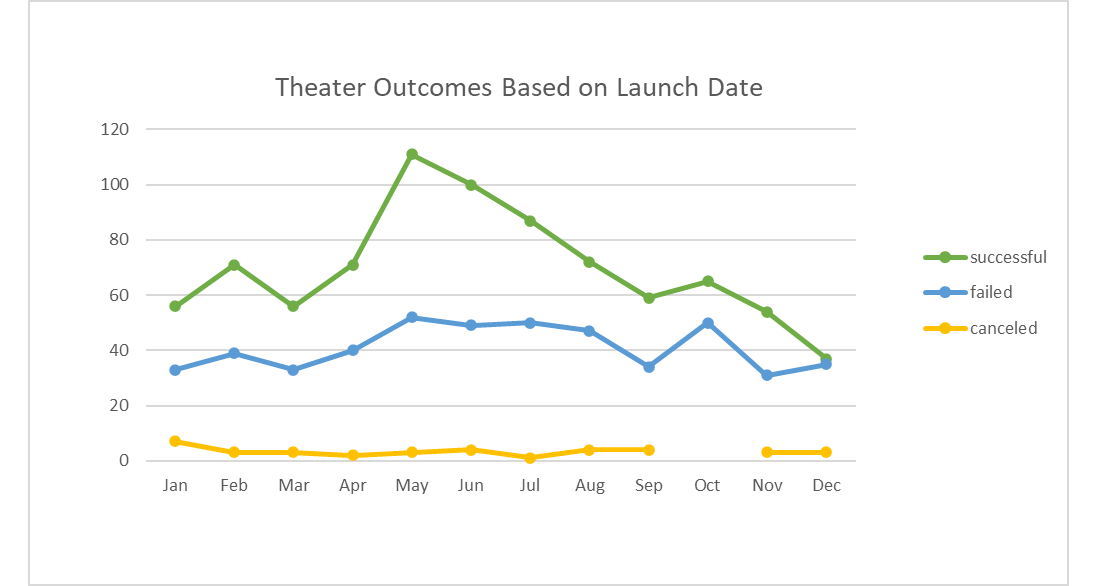 Theater Outcomes Based on Launch Date
120
100
80
60
40
20
0
Jan Feb Mar Apr May Jun Jul Aug Sep Oct Nov Dec
successful
failed
canceled